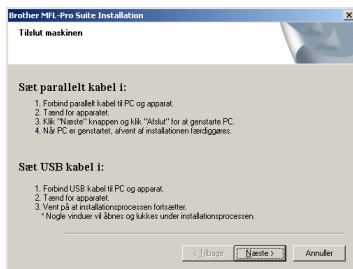 Brother MFL-Pro Suite Installation
Tilslut maskinen
Sæt parallelt kabel i:
1. Forbind parallelt kabel til PC og apparat.
2. Tænd for apparatet.
3. Klik "Næste" knappen og klik "Afslut" for at genstarte PC.
4. Når PC er genstartet, afvent af installationen færdiggøres.
Sæt USB kabel i:
1. Forbind USB kabel til PC og apparat.
2. Tænd for apparatet.
3. Vent på at installationsprocessen fortsætter.
* Nogle vinduer vil åbnes og lukkes under installationsprocessen.
< Tilbage Næste > Annuller